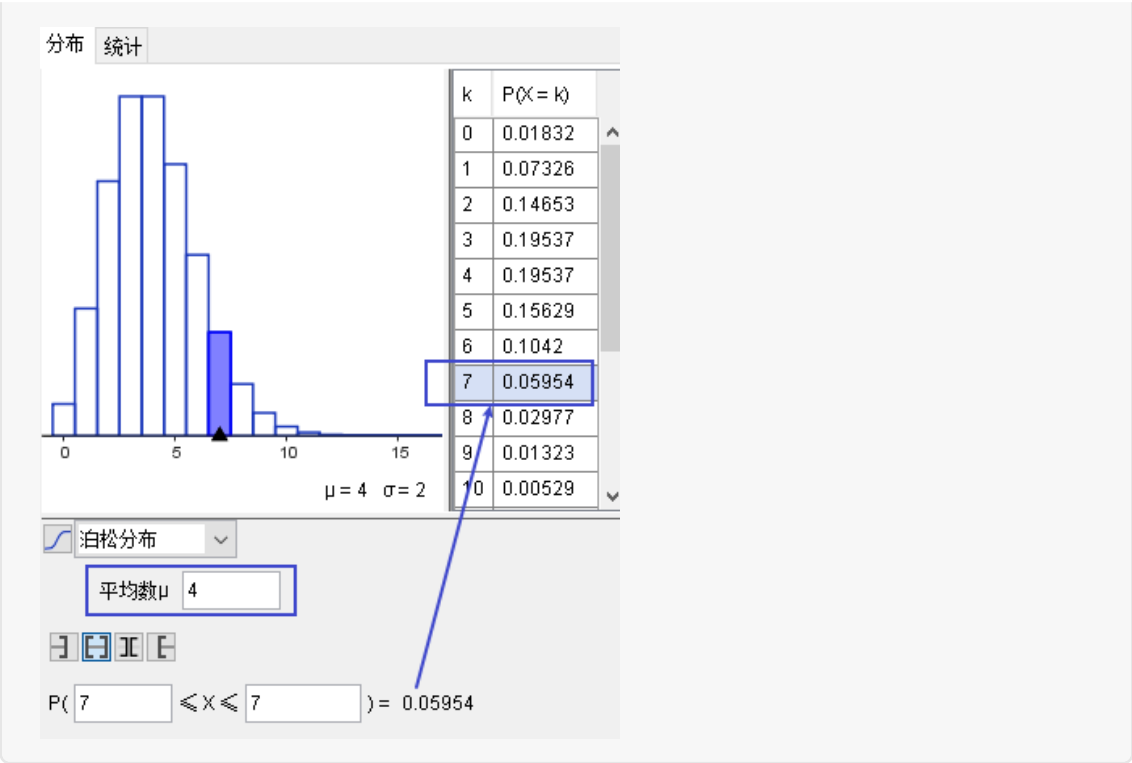 分布 统计
k P(X = k)
0 0.01832
1 0.07326
2 0.14653
3 0.19537
4 0.19537
5 0.15629
6 0.1042
7 0.05954
8 0.02977
9 0.01323
10 0.00529
0 5 10 15
μ = 4 σ = 2
泊松分布
平均数μ 4
P( 7 ≤ X ≤ 7 ) = 0.05954